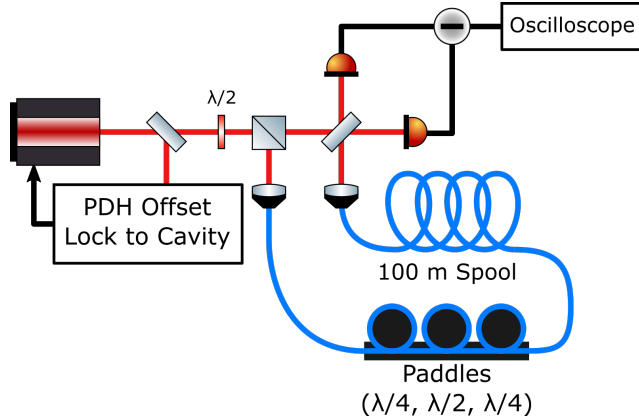 Oscilloscope
λ/2
PDH Offset
Lock to Cavity
100 m Spool
Paddles
(λ/4, λ/2, λ/4)